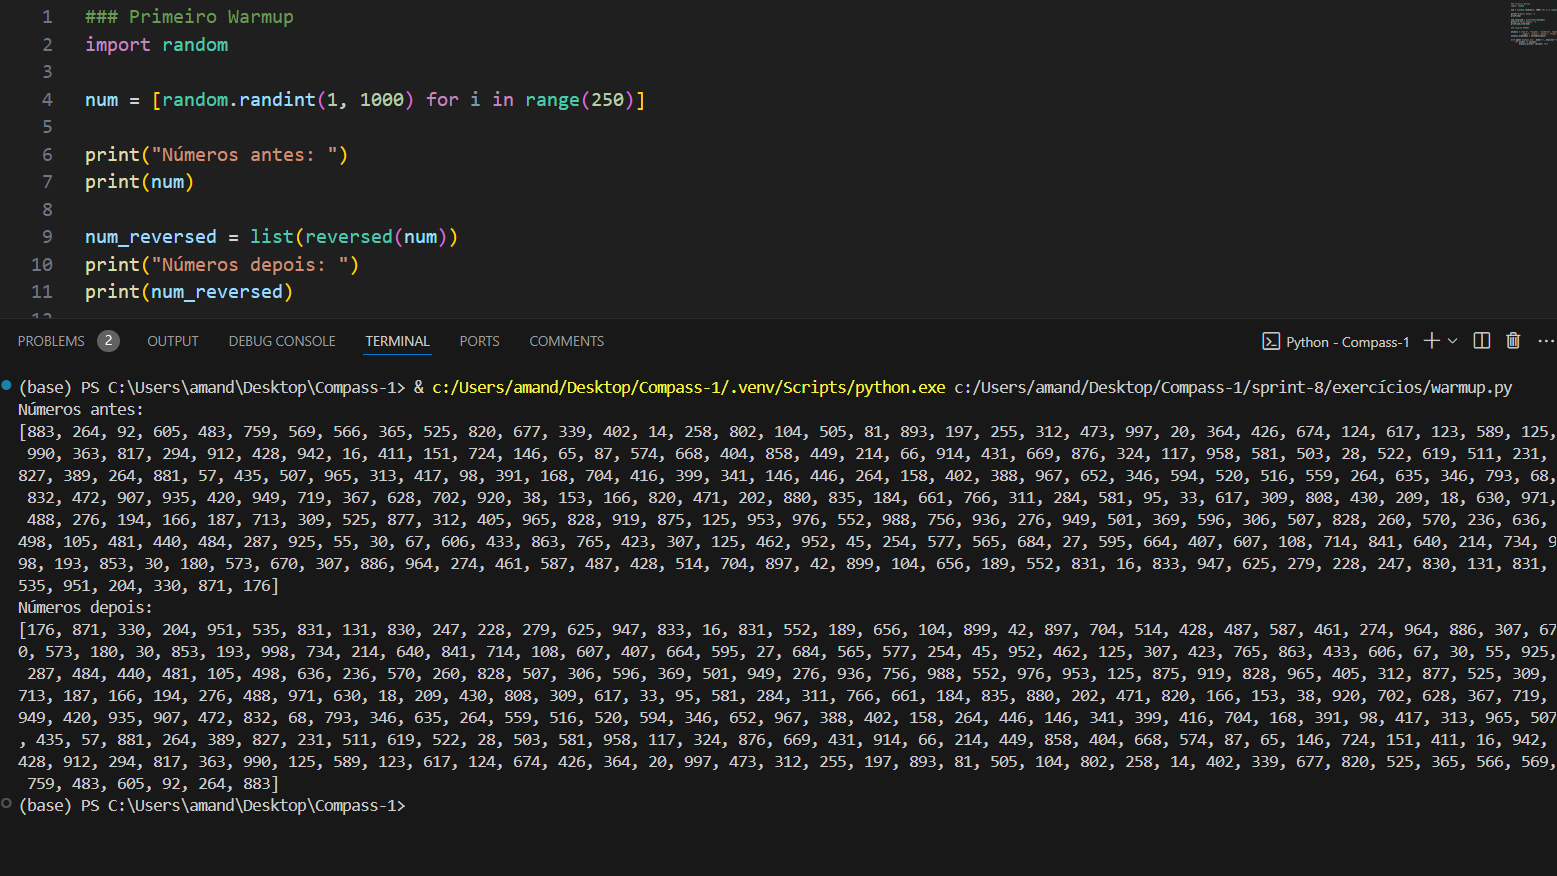 1 ### Primeiro Warmup
2 import random
3
4 num = [random.randint(1, 1000) for i in range(250)]
5
6 print("Números antes: ")
7 print(num)
8
9 num_reversed = list(reversed(num))
10 print("Números depois: ")
11 print(num_reversed)
12
PROBLEMS 2 OUTPUT DEBUG CONSOLE TERMINAL PORTS COMMENTS Python - Compass-1
(base) PS C:\Users\amand\Desktop\Compass-1> & c:/Users/amand/Desktop/Compass-1/.venv/Scripts/python.exe c:/Users/amand/Desktop/Compass-1/sprint-8/exercícios/warmup.py
Números antes:
[883, 264, 92, 605, 483, 759, 569, 566, 365, 525, 820, 677, 339, 402, 14, 258, 802, 104, 505, 81, 893, 197, 255, 312, 473, 997, 20, 364, 426, 674, 124, 617, 123, 589, 125,
990, 363, 817, 294, 912, 428, 942, 16, 411, 151, 724, 146, 65, 87, 574, 668, 404, 858, 449, 214, 66, 914, 431, 669, 876, 324, 117, 958, 581, 503, 28, 522, 619, 511, 231,
827, 389, 264, 881, 57, 435, 507, 965, 313, 417, 98, 391, 168, 704, 416, 399, 341, 146, 446, 264, 158, 402, 388, 967, 652, 346, 594, 520, 516, 559, 264, 635, 346, 793, 68,
832, 472, 907, 935, 420, 949, 719, 367, 628, 702, 920, 38, 153, 166, 820, 471, 202, 880, 835, 184, 661, 766, 311, 284, 581, 95, 33, 617, 309, 808, 430, 209, 18, 630, 971,
488, 276, 194, 166, 187, 713, 309, 525, 877, 312, 405, 965, 828, 919, 875, 125, 953, 976, 552, 988, 756, 936, 276, 949, 501, 369, 596, 306, 507, 828, 260, 570, 236, 636,
498, 105, 481, 440, 484, 287, 925, 55, 30, 67, 606, 433, 863, 765, 423, 307, 125, 462, 952, 45, 254, 577, 565, 684, 27, 595, 664, 407, 607, 108, 714, 841, 640, 214, 734, 9
98, 193, 853, 30, 180, 573, 670, 307, 886, 964, 274, 461, 587, 487, 428, 514, 704, 897, 42, 899, 104, 656, 189, 552, 831, 16, 833, 947, 625, 279, 228, 247, 830, 131, 831,
535, 951, 204, 330, 871, 176]
Números depois:
[176, 871, 330, 204, 951, 535, 831, 131, 830, 247, 228, 279, 625, 947, 833, 16, 831, 552, 189, 656, 104, 899, 42, 897, 704, 514, 428, 487, 587, 461, 274, 964, 886, 307, 67
0, 573, 180, 30, 853, 193, 998, 734, 214, 640, 841, 714, 108, 607, 407, 664, 595, 27, 684, 565, 577, 254, 45, 952, 462, 125, 307, 423, 765, 863, 433, 606, 67, 30, 55, 925,
287, 484, 440, 481, 105, 498, 636, 236, 570, 260, 828, 507, 306, 596, 369, 501, 949, 276, 936, 756, 988, 552, 976, 953, 125, 875, 919, 828, 965, 405, 312, 877, 525, 309,
713, 187, 166, 194, 276, 488, 971, 630, 18, 209, 430, 808, 309, 617, 33, 95, 581, 284, 311, 766, 661, 184, 835, 880, 202, 471, 820, 166, 153, 38, 920, 702, 628, 367, 719,
949, 420, 935, 907, 472, 832, 68, 793, 346, 635, 264, 559, 516, 520, 594, 346, 652, 967, 388, 402, 158, 264, 446, 146, 341, 399, 416, 704, 168, 391, 98, 417, 313, 965, 507
, 435, 57, 881, 264, 389, 827, 231, 511, 619, 522, 28, 503, 581, 958, 117, 324, 876, 669, 431, 914, 66, 214, 449, 858, 404, 668, 574, 87, 65, 146, 724, 151, 411, 16, 942,
428, 912, 294, 817, 363, 990, 125, 589, 123, 617, 124, 674, 426, 364, 20, 997, 473, 312, 255, 197, 893, 81, 505, 104, 802, 258, 14, 402, 339, 677, 820, 525, 365, 566, 569,
759, 483, 605, 92, 264, 883]
(base) PS C:\Users\amand\Desktop\Compass-1>